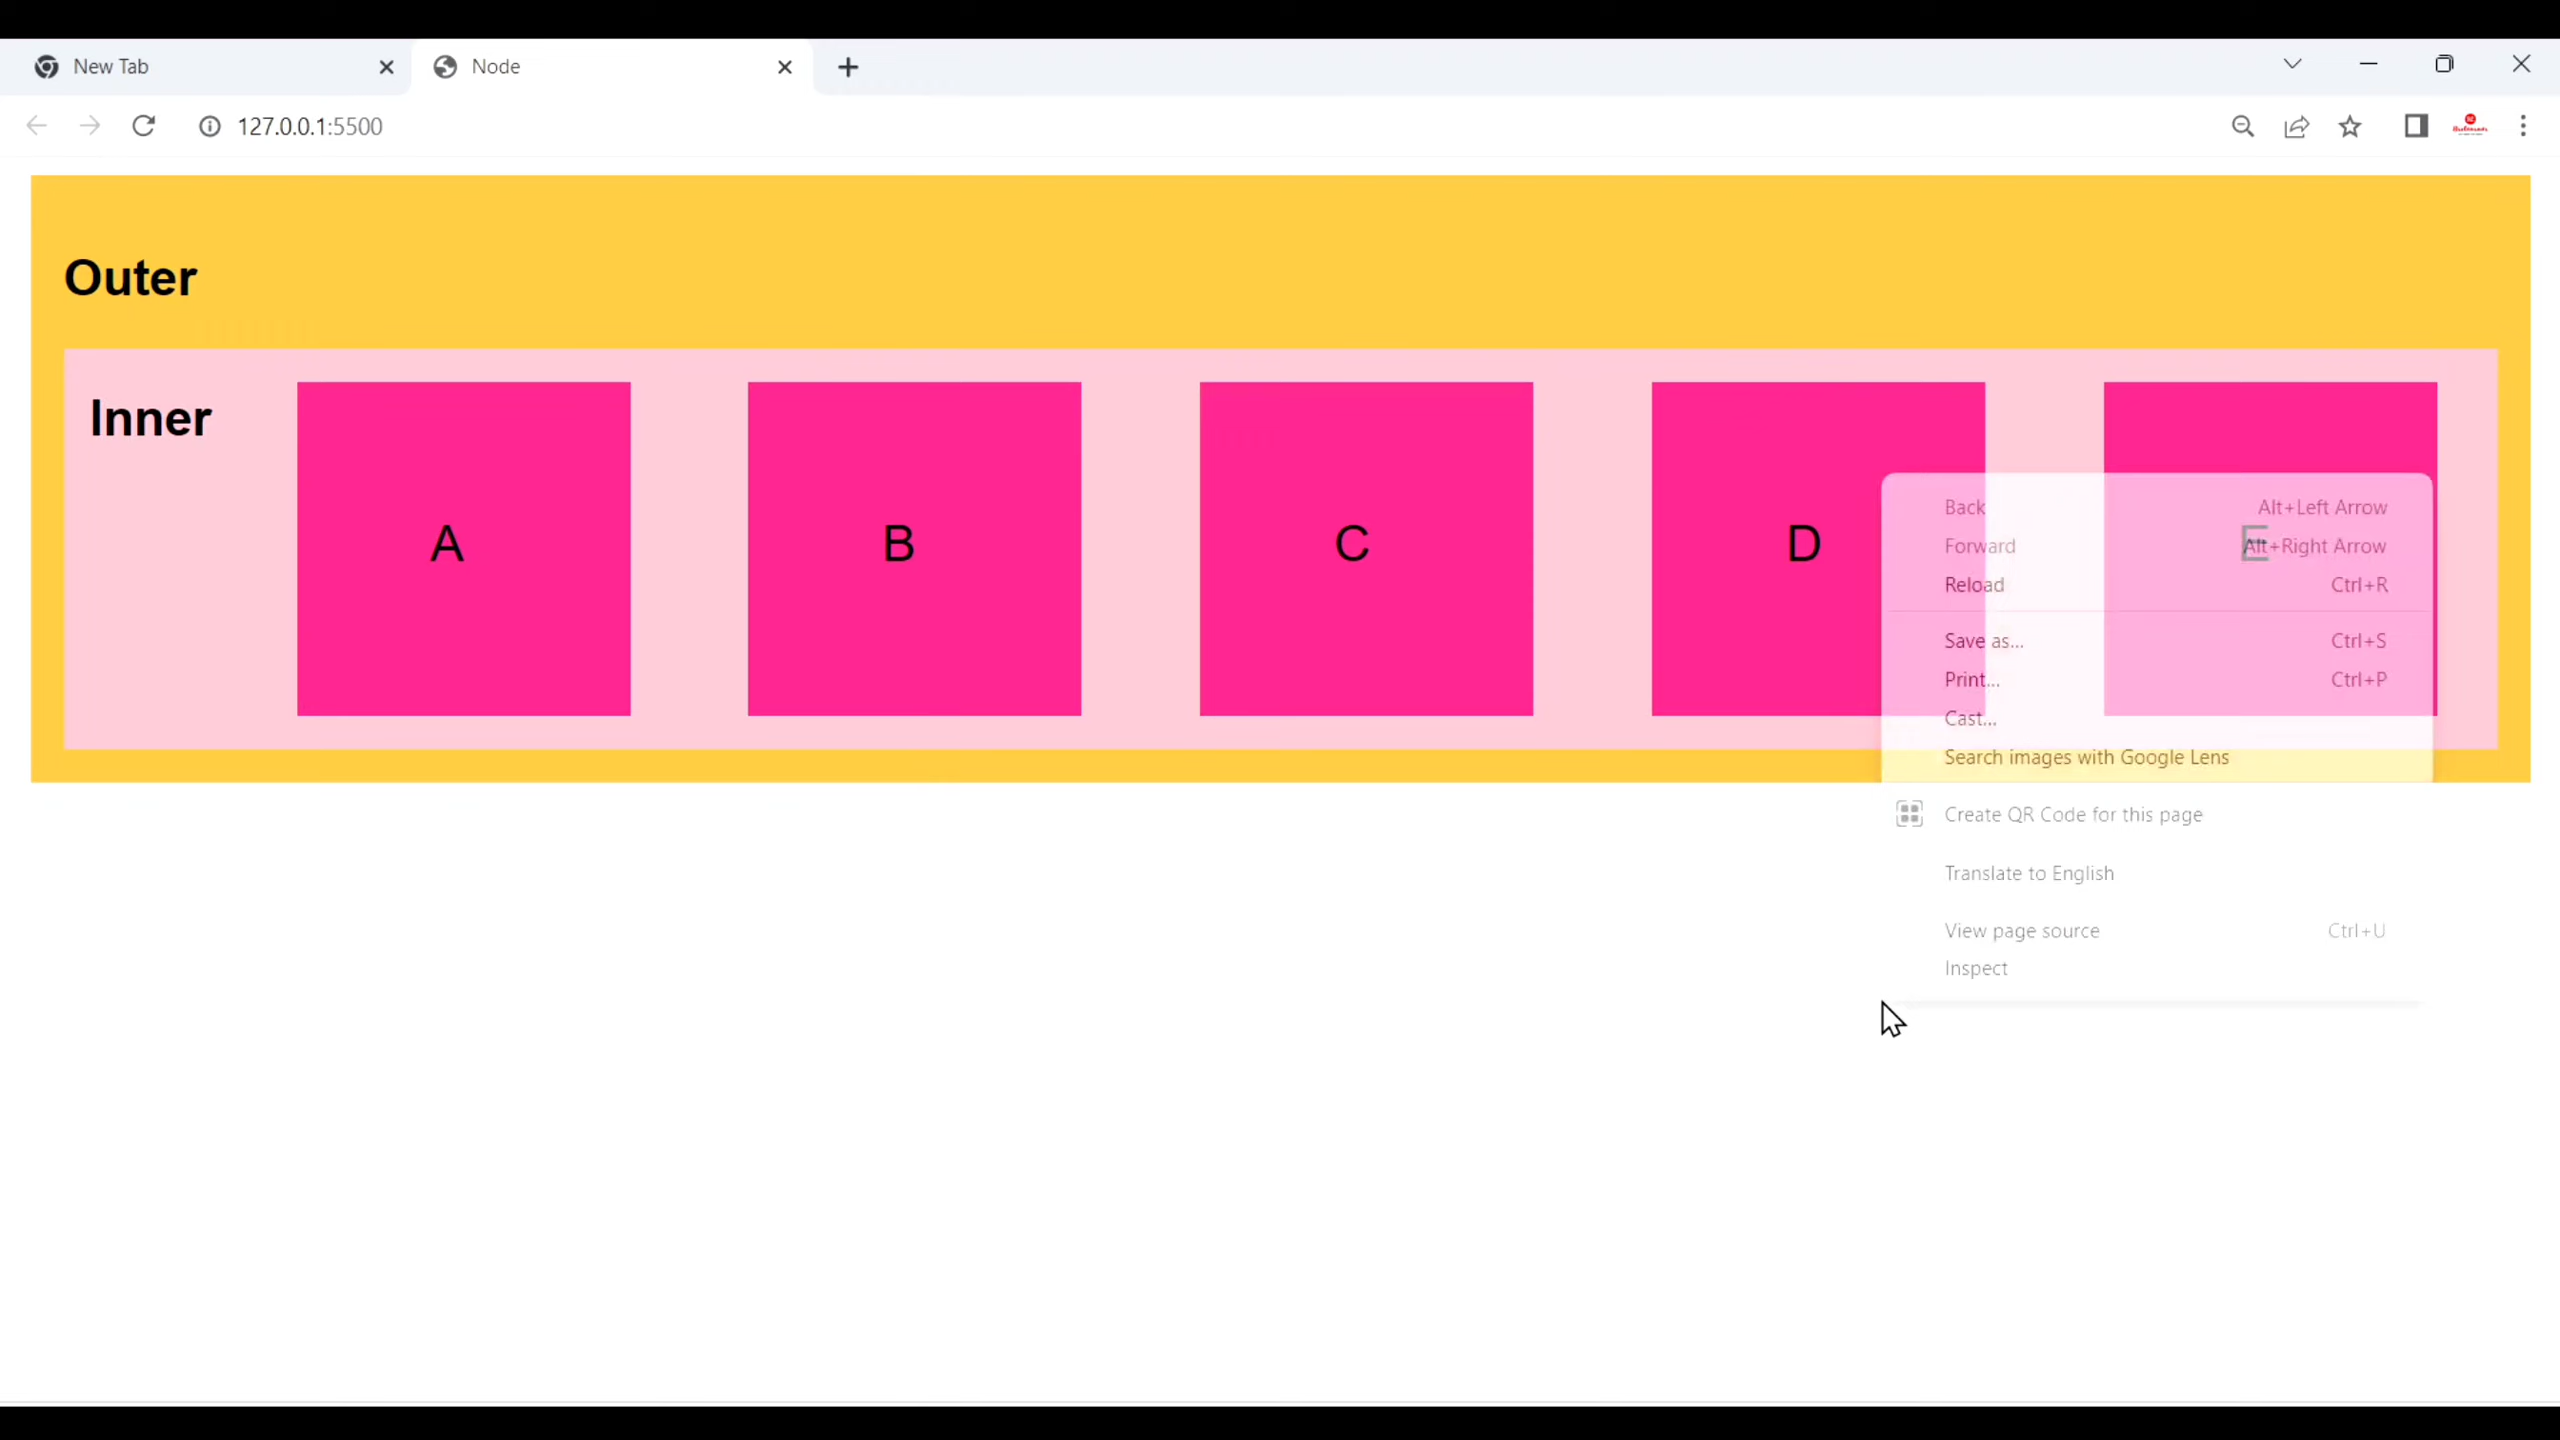 New Tab
Node
127.0.0.1:5500
Outer
Inner
A
B
C
D
E
Back Alt+Left Arrow
Forward Alt+Right Arrow
Reload Ctrl+R
Save as... Ctrl+S
Print... Ctrl+P
Cast...
Search images with Google Lens
Create QR Code for this page
Translate to English
View page source Ctrl+U
Inspect